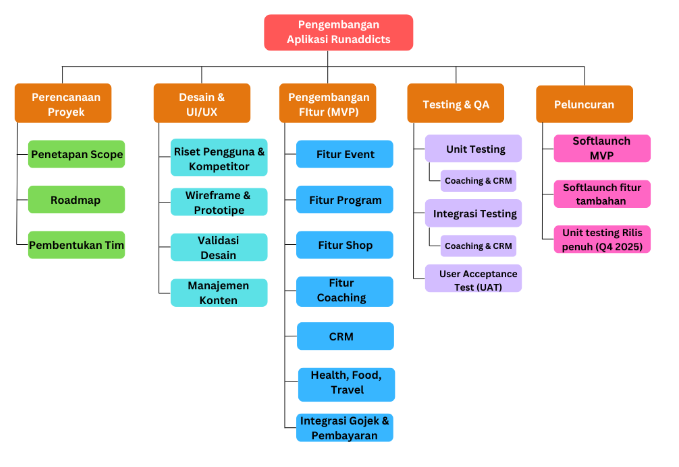 Pengembangan
Aplikasi Runaddicts
Perencanaan
Proyek
Penetapan Scope
Roadmap
Pembentukan Tim
Desain &
UI/UX
Riset Pengguna &
Kompetitor
Wireframe &
Prototipe
Validasi
Desain
Manajemen
Konten
Pengembangan
FItur (MVP)
Fitur Event
Fitur Program
Fitur Shop
Fitur
Coaching
CRM
Health, Food,
Travel
Integrasi Gojek &
Pembayaran
Testing & QA
Unit Testing
Coaching & CRM
Integrasi Testing
Coaching & CRM
User Acceptance
Test (UAT)
Peluncuran
Softlaunch
MVP
Softlaunch fitur
tambahan
Unit testing Rilis
penuh (Q4 2025)